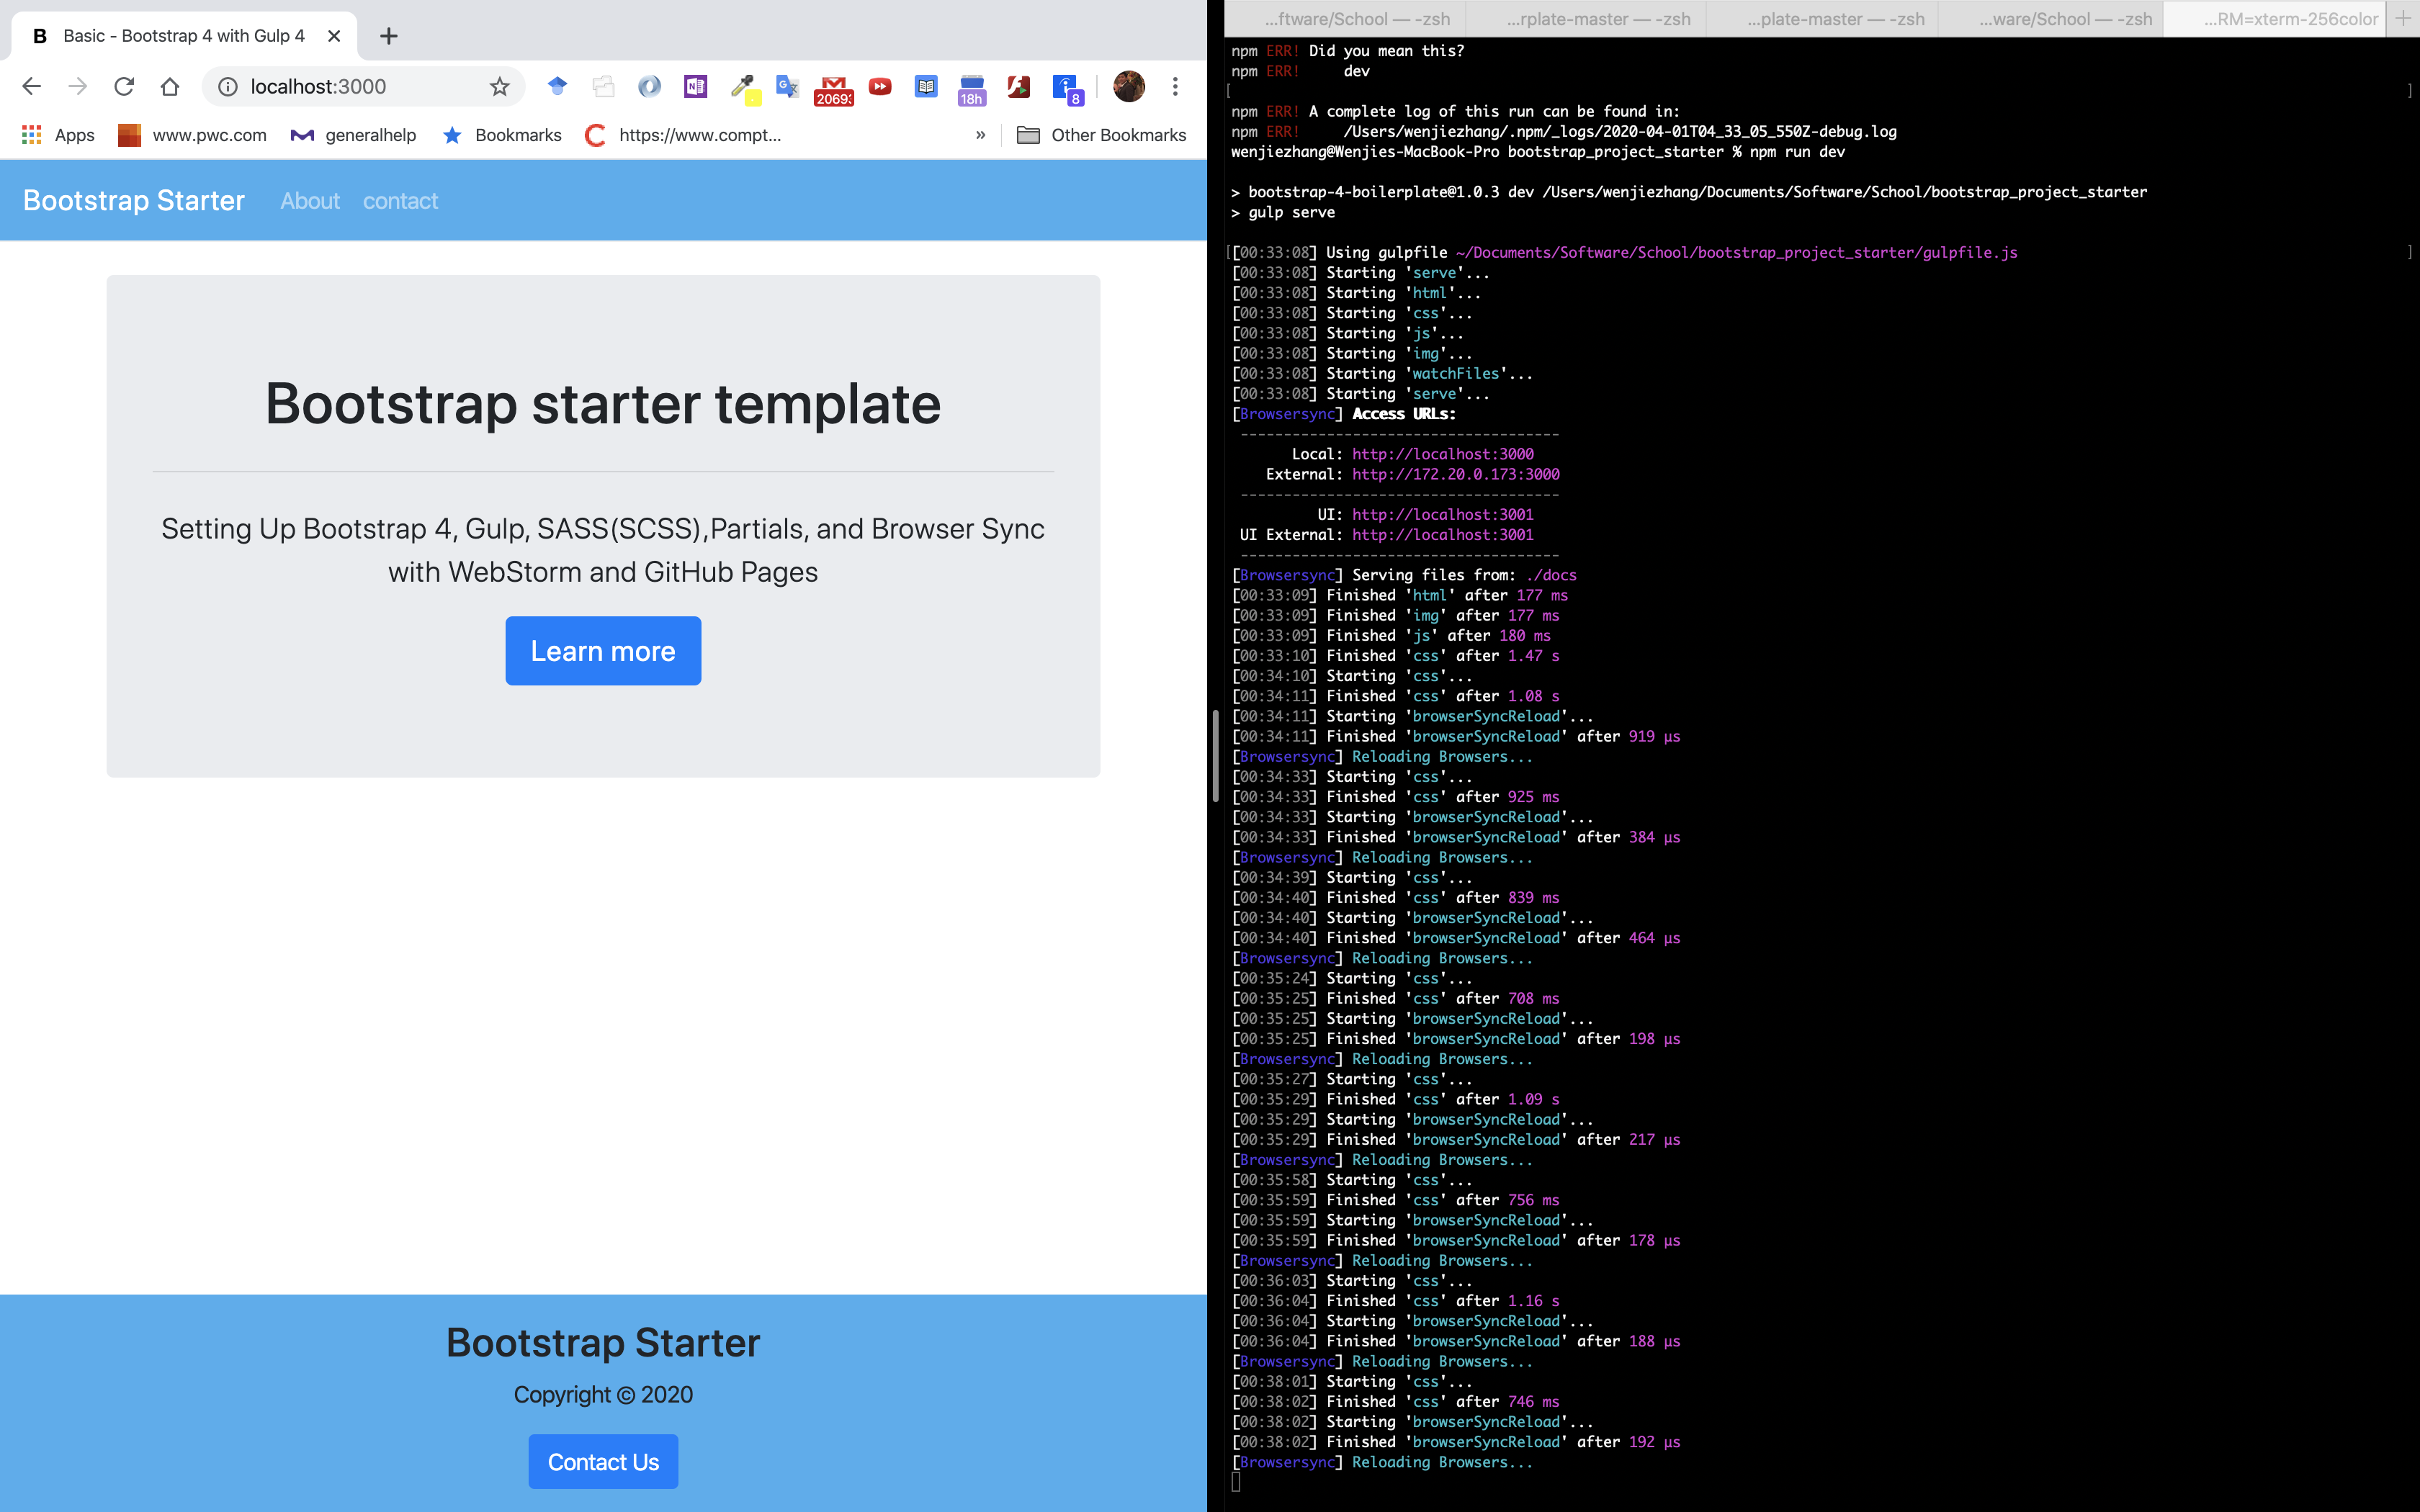 B Basic - Bootstrap 4 with Gulp 4
localhost:3000
20693
18h
8
Apps www.pwc.com generalhelp Bookmarks https://www.compt... » Other Bookmarks
Bootstrap Starter About contact
Bootstrap starter template
Setting Up Bootstrap 4, Gulp, SASS(SCSS),Partials, and Browser Sync
with WebStorm and GitHub Pages
Learn more
Bootstrap Starter
Copyright © 2020
Contact Us
...ftware/School — -zsh ...rplate-master — -zsh ...plate-master — -zsh ...ware/School — -zsh ...RM=xterm-256color
npm ERR! Did you mean this?
npm ERR!     dev
[ ]
npm ERR! A complete log of this run can be found in:
npm ERR!     /Users/wenjiezhang/.npm/_logs/2020-04-01T04_33_05_550Z-debug.log
wenjiezhang@Wenjies-MacBook-Pro bootstrap_project_starter % npm run dev
> bootstrap-4-boilerplate@1.0.3 dev /Users/wenjiezhang/Documents/Software/School/bootstrap_project_starter
> gulp serve
[[00:33:08] Using gulpfile ~/Documents/Software/School/bootstrap_project_starter/gulpfile.js ]
[00:33:08] Starting 'serve'...
[00:33:08] Starting 'html'...
[00:33:08] Starting 'css'...
[00:33:08] Starting 'js'...
[00:33:08] Starting 'img'...
[00:33:08] Starting 'watchFiles'...
[00:33:08] Starting 'serve'...
[Browsersync] Access URLs:
-------------------------------------
Local: http://localhost:3000
External: http://172.20.0.173:3000
-------------------------------------
UI: http://localhost:3001
UI External: http://localhost:3001
-------------------------------------
[Browsersync] Serving files from: ./docs
[00:33:09] Finished 'html' after 177 ms
[00:33:09] Finished 'img' after 177 ms
[00:33:09] Finished 'js' after 180 ms
[00:33:10] Finished 'css' after 1.47 s
[00:34:10] Starting 'css'...
[00:34:11] Finished 'css' after 1.08 s
[00:34:11] Starting 'browserSyncReload'...
[00:34:11] Finished 'browserSyncReload' after 919 μs
[Browsersync] Reloading Browsers...
[00:34:33] Starting 'css'...
[00:34:33] Finished 'css' after 925 ms
[00:34:33] Starting 'browserSyncReload'...
[00:34:33] Finished 'browserSyncReload' after 384 μs
[Browsersync] Reloading Browsers...
[00:34:39] Starting 'css'...
[00:34:40] Finished 'css' after 839 ms
[00:34:40] Starting 'browserSyncReload'...
[00:34:40] Finished 'browserSyncReload' after 464 μs
[Browsersync] Reloading Browsers...
[00:35:24] Starting 'css'...
[00:35:25] Finished 'css' after 708 ms
[00:35:25] Starting 'browserSyncReload'...
[00:35:25] Finished 'browserSyncReload' after 198 μs
[Browsersync] Reloading Browsers...
[00:35:27] Starting 'css'...
[00:35:29] Finished 'css' after 1.09 s
[00:35:29] Starting 'browserSyncReload'...
[00:35:29] Finished 'browserSyncReload' after 217 μs
[Browsersync] Reloading Browsers...
[00:35:58] Starting 'css'...
[00:35:59] Finished 'css' after 756 ms
[00:35:59] Starting 'browserSyncReload'...
[00:35:59] Finished 'browserSyncReload' after 178 μs
[Browsersync] Reloading Browsers...
[00:36:03] Starting 'css'...
[00:36:04] Finished 'css' after 1.16 s
[00:36:04] Starting 'browserSyncReload'...
[00:36:04] Finished 'browserSyncReload' after 188 μs
[Browsersync] Reloading Browsers...
[00:38:01] Starting 'css'...
[00:38:02] Finished 'css' after 746 ms
[00:38:02] Starting 'browserSyncReload'...
[00:38:02] Finished 'browserSyncReload' after 192 μs
[Browsersync] Reloading Browsers...